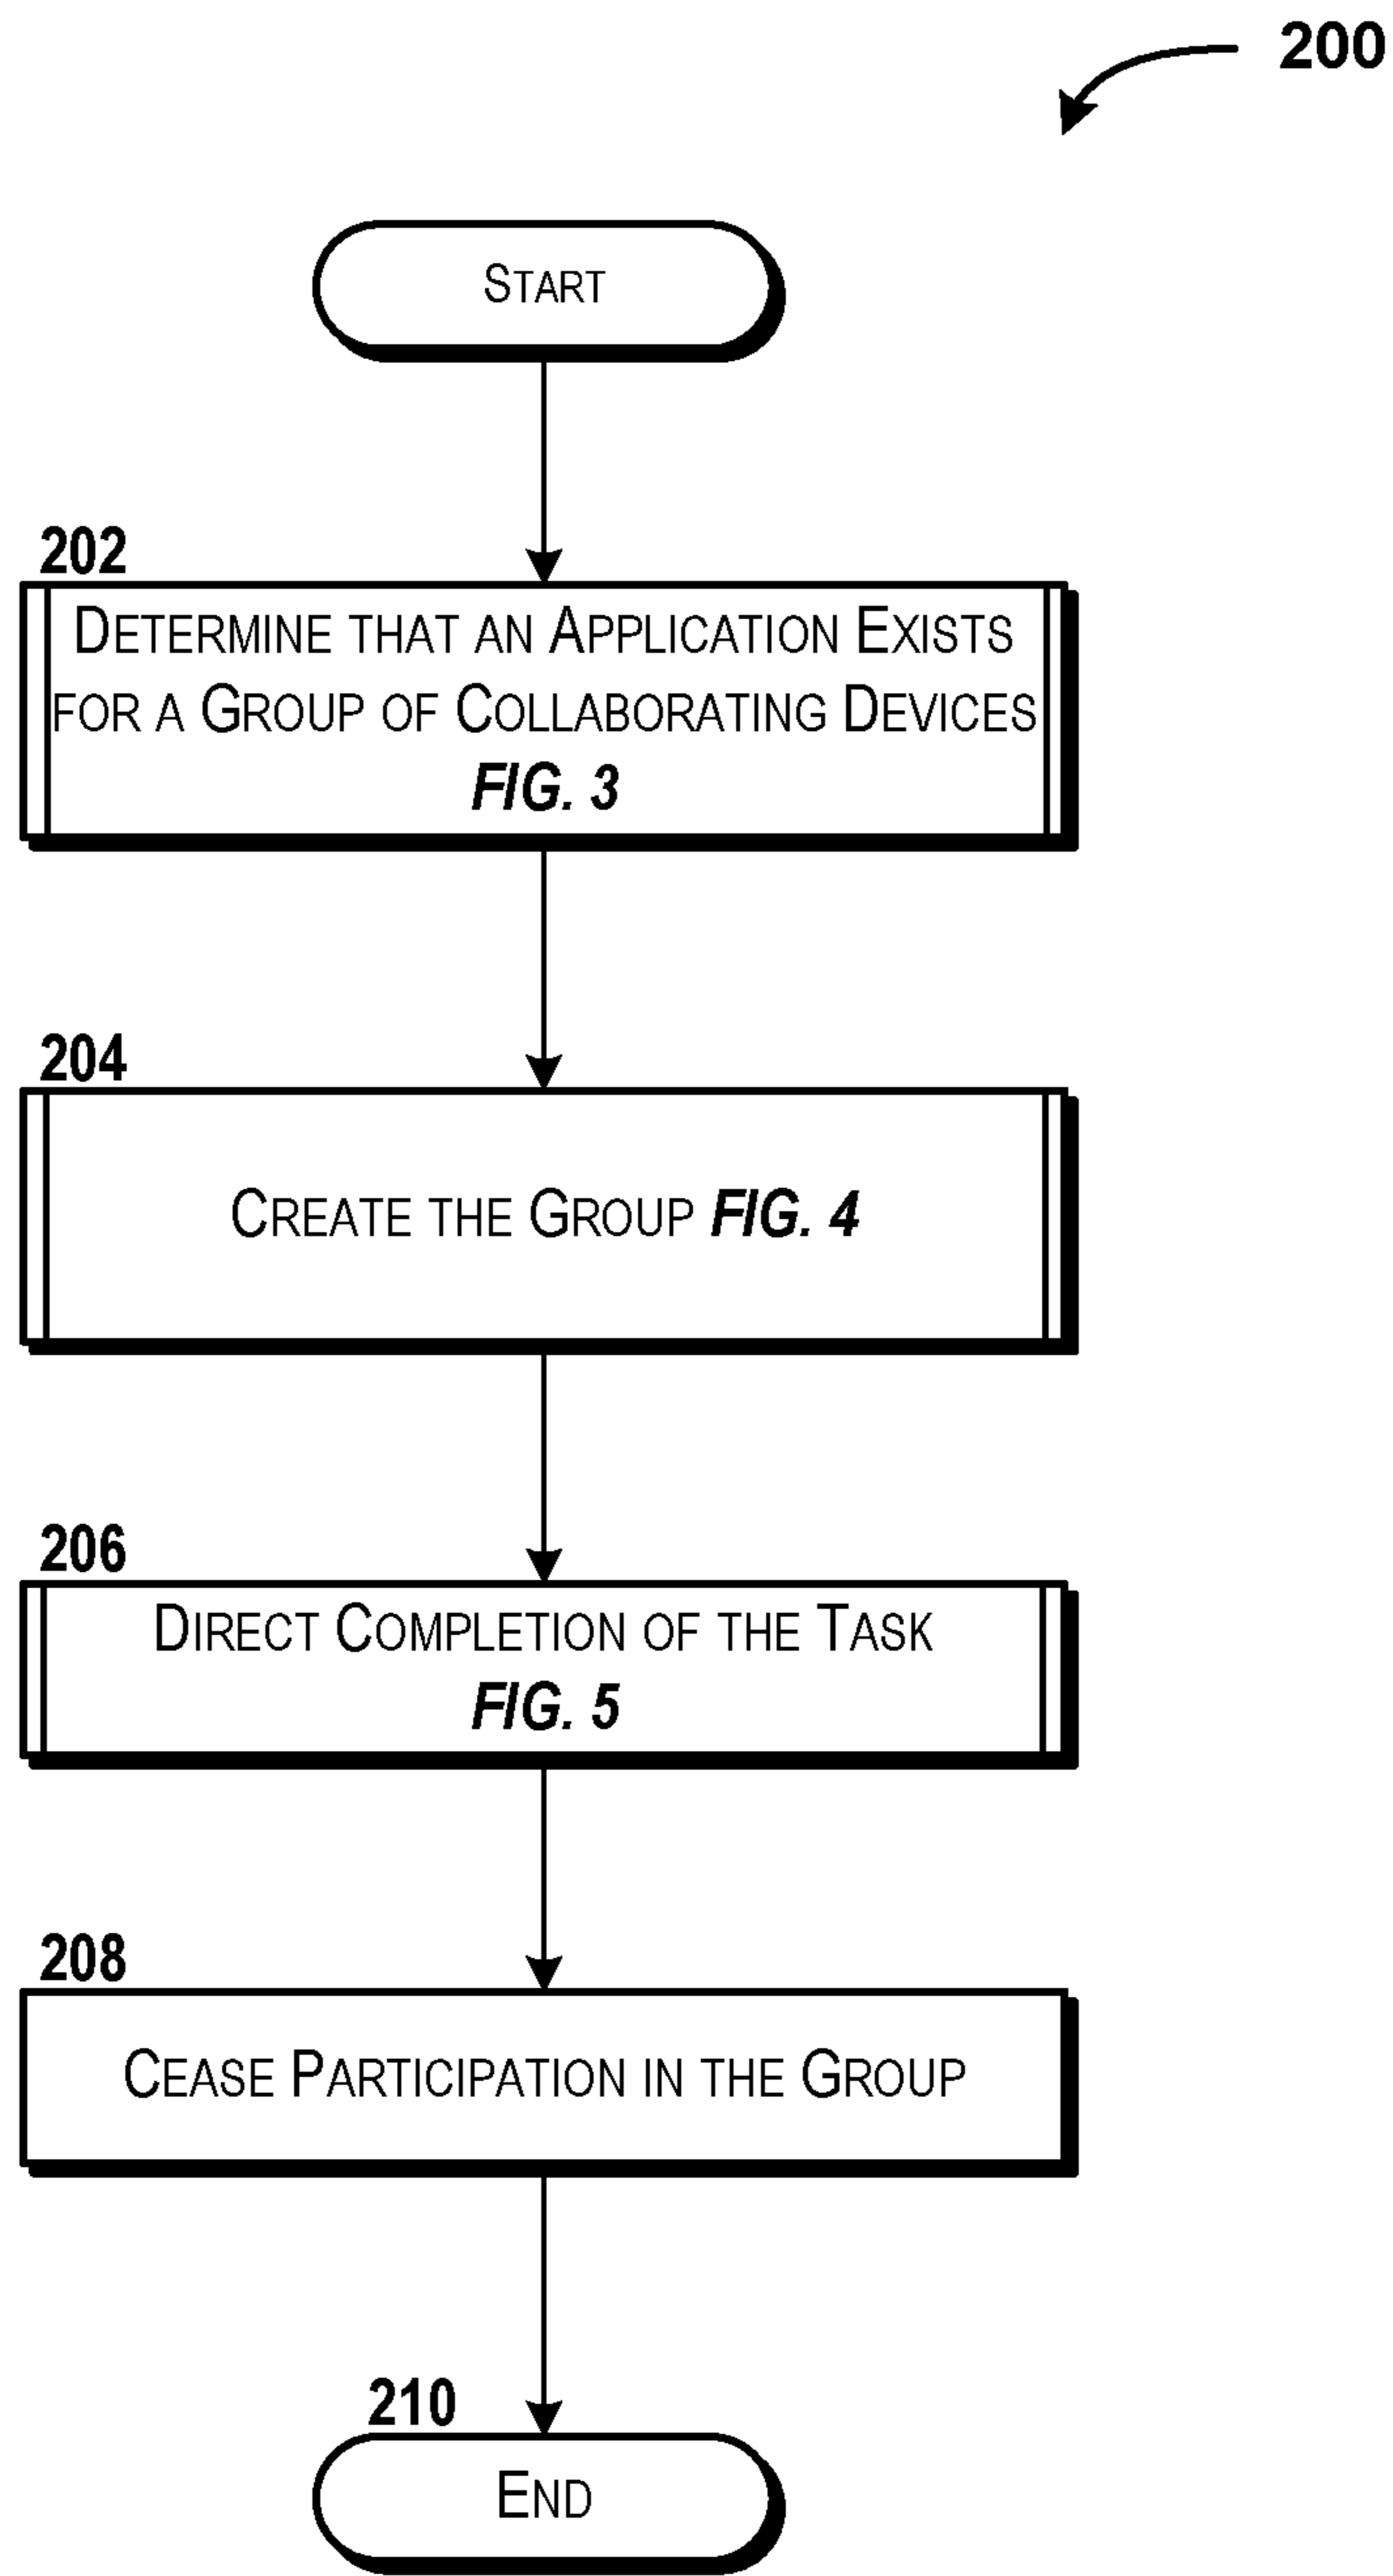 200
START
202
DETERMINE THAT AN APPLICATION EXISTS
FOR A GROUP OF COLLABORATING DEVICES
FIG. 3
204
CREATE THE GROUP FIG. 4
206
DIRECT COMPLETION OF THE TASK
FIG. 5
208
CEASE PARTICIPATION IN THE GROUP
210
END